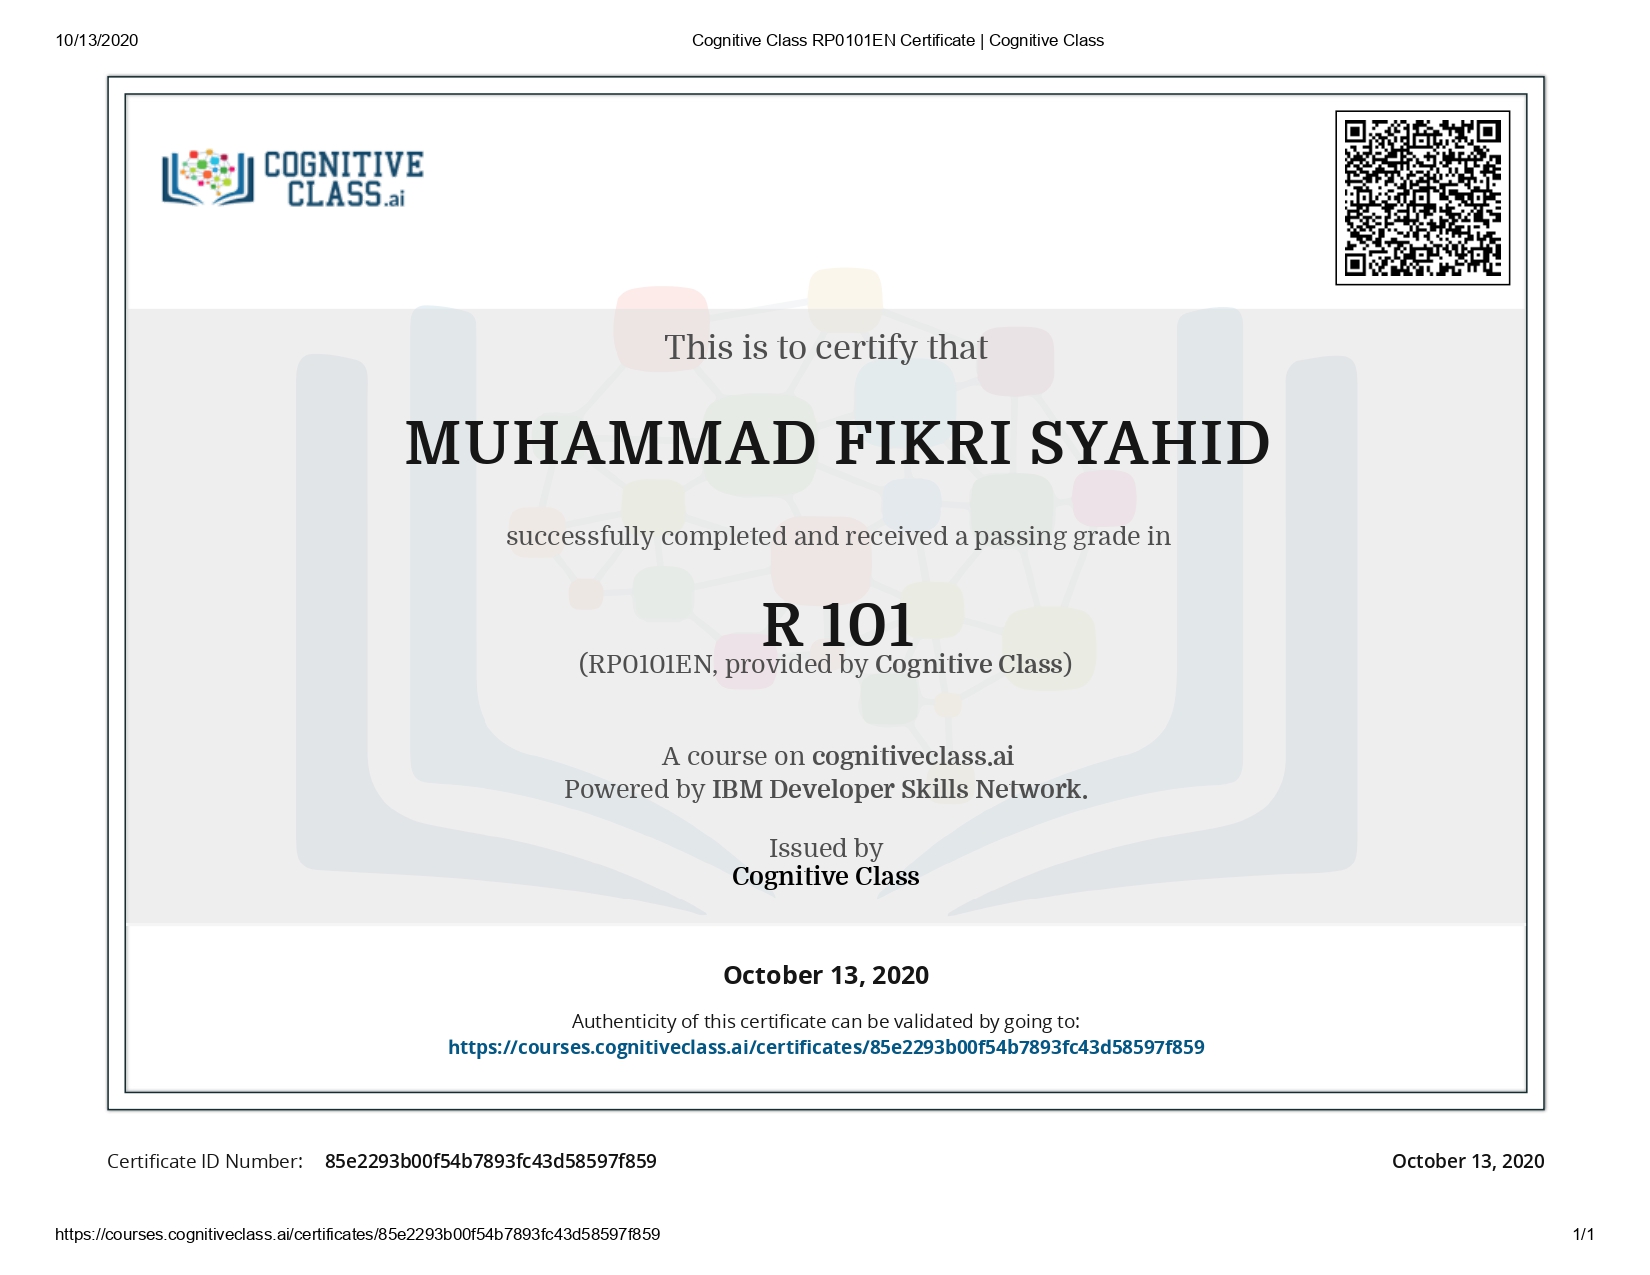 10/13/2020
Cognitive Class RP0101EN Certificate | Cognitive Class
COGNITIVE
CLASS.ai
This is to certify that
MUHAMMAD FIKRI SYAHID
successfully completed and received a passing grade in
R 101
(RP0101EN, provided by Cognitive Class)
A course on cognitiveclass.ai
Powered by IBM Developer Skills Network.
Issued by
Cognitive Class
October 13, 2020
Authenticity of this certificate can be validated by going to:
https://courses.cognitiveclass.ai/certificates/85e2293b00f54b7893fc43d58597f859
Certificate ID Number: 85e2293b00f54b7893fc43d58597f859
October 13, 2020
https://courses.cognitiveclass.ai/certificates/85e2293b00f54b7893fc43d58597f859
1/1